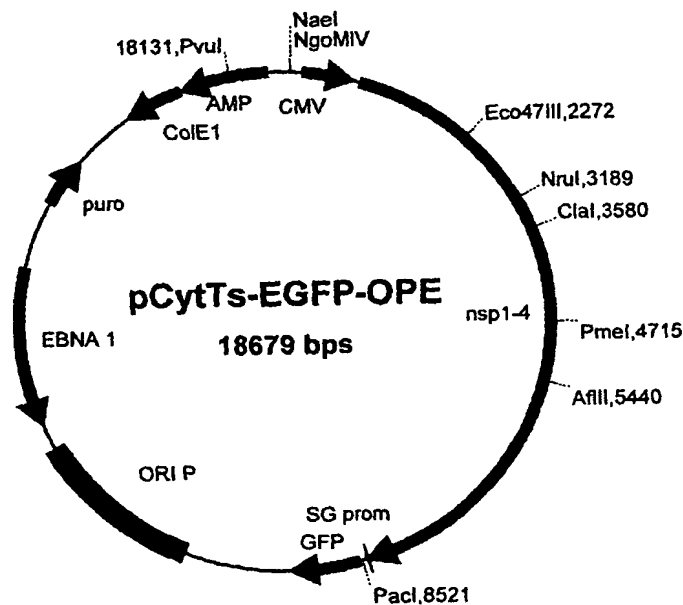 NaeI
NgoMIV
18131,PvuI
AMP
CMV
ColE1
Eco47III,2272
NruI,3189
ClaI,3580
puro
pCytTs-EGFP-OPE
18679 bps
nsp1-4
EBNA 1
PmeI,4715
AflII,5440
ORI P
SG prom
GFP
PacI,8521